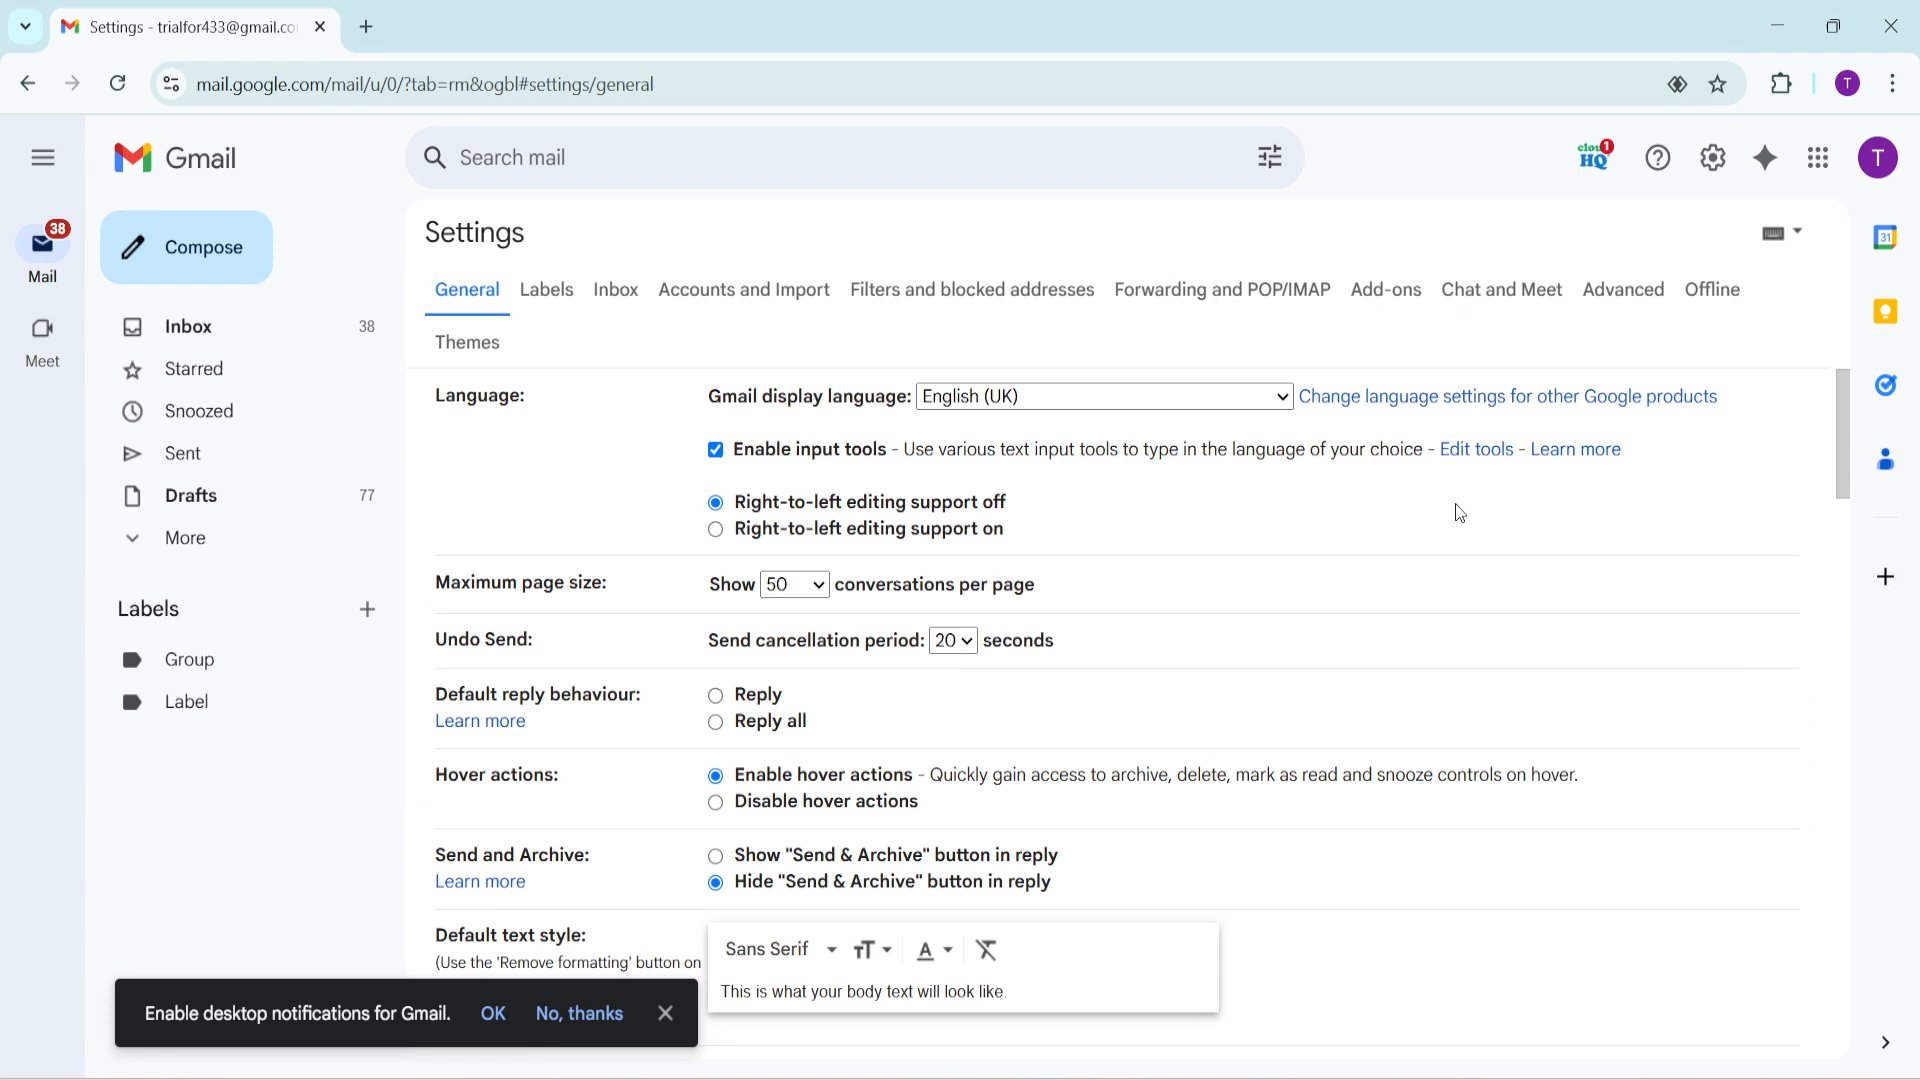 Settings - trialfor433@gmail.co
mail.google.com/mail/u/0/?tab=rm&ogbl#settings/general
T
Gmail
Search mail
cloud HQ 1
T
38
Mail
Meet
Compose
Inbox 38
Starred
Snoozed
Sent
Drafts 77
More
Labels
Group
Label
Settings
General Labels Inbox Accounts and Import Filters and blocked addresses Forwarding and POP/IMAP Add-ons Chat and Meet Advanced Offline
Themes
Language: Gmail display language: English (UK) Change language settings for other Google products
Enable input tools - Use various text input tools to type in the language of your choice - Edit tools - Learn more
Right-to-left editing support off
Right-to-left editing support on
Maximum page size: Show 50 conversations per page
Undo Send: Send cancellation period: 20 seconds
Default reply behaviour: Reply
Learn more Reply all
Hover actions: Enable hover actions - Quickly gain access to archive, delete, mark as read and snooze controls on hover.
Disable hover actions
Send and Archive: Show "Send & Archive" button in reply
Learn more Hide "Send & Archive" button in reply
Default text style: Sans Serif
(Use the 'Remove formatting' button on
This is what your body text will look like.
Enable desktop notifications for Gmail. OK No, thanks
31